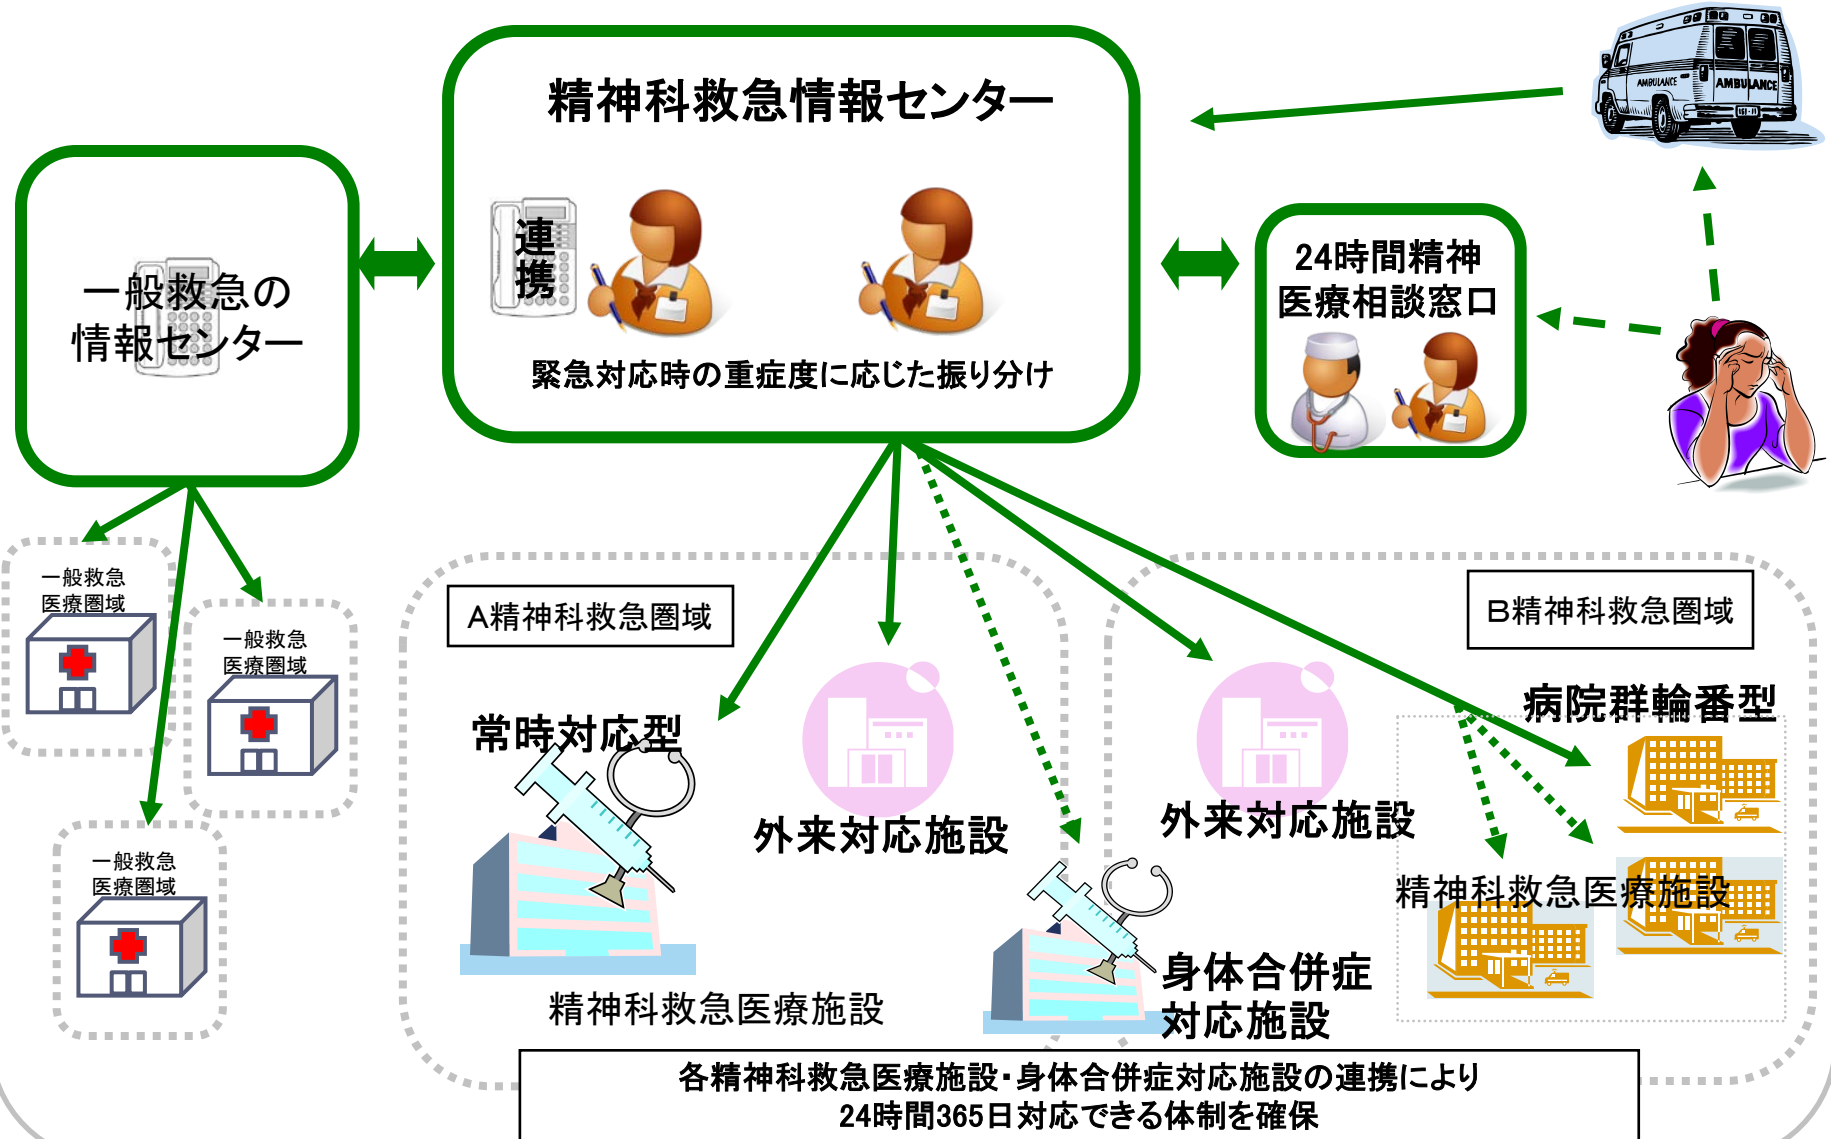 精神科救急情報センター
AMBULANCE
AMBULANCE
連
携
一般救急の
情報センター
24時間精神
医療相談窓口
緊急対応時の重症度に応じた振り分け
一般救急
医療圏域
一般救急
医療圏域
一般救急
医療圏域
A精神科救急圏域
B精神科救急圏域
常時対応型
病院群輪番型
外来対応施設
外来対応施設
精神科救急医療施設
身体合併症
対応施設
精神科救急医療施設
各精神科救急医療施設・身体合併症対応施設の連携により
24時間365日対応できる体制を確保